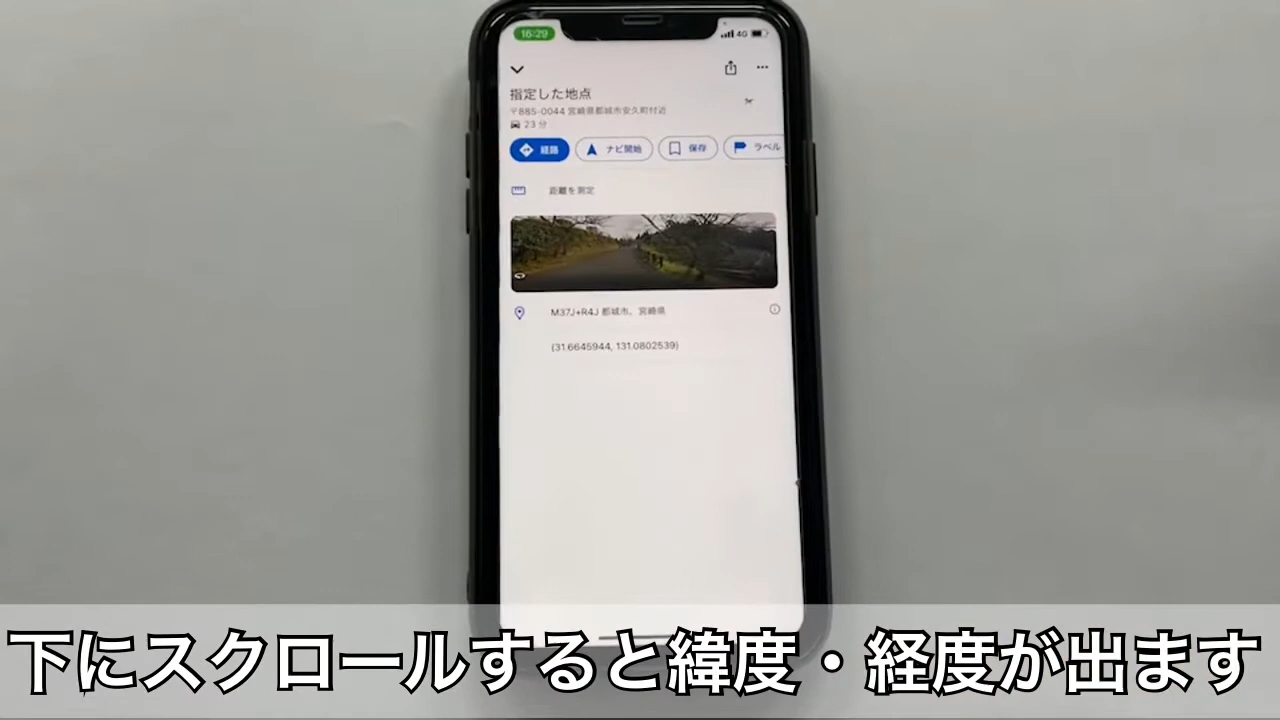 16:29
4G
指定した地点
〒885-0044 宮崎県都城市安久町付近
23 分
経路 ナビ開始 保存 ラベル
距離を測定
M37J+R4J 都城市、宮崎県
(31.6645944, 131.0802539)
下にスクロールすると緯度・経度が出ます